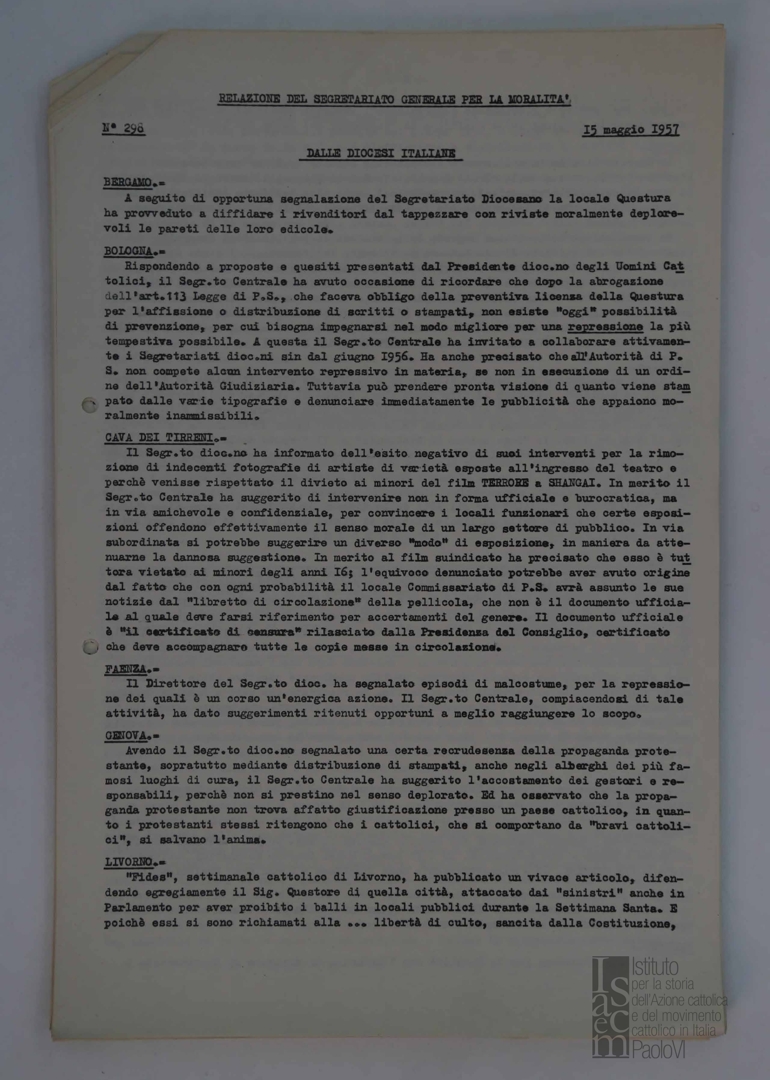 RELAZIONE DEL SEGRETARIATO GENERALE PER LA MORALITA'
N° 298
15 maggio I957
DALLE DIOCESI ITALIANE
BERGAMO.=
A seguito di opportuna segnalazione del Segretariato Diocesano la locale Questura
ha provveduto a diffidare i rivenditori dal tappezzare con riviste moralmente deplore-
voli le pareti delle loro edicole.
BOLOGNA.=
Rispondendo a proposte e quesiti presentati dal Presidente dioc.no degli Uomini Cat
tolici, il Segr.to Centrale ha avuto occasione di ricordare che dopo la abrogazione
dell'art.113 Legge di P.S., che faceva obbligo della preventiva licenza della Questura
per l'affissione o distribuzione di scritti o stampati, non esiste "oggi" possibilità
di prevenzione, per cui bisogna impegnarsi nel modo migliore per una repressione la più
tempestiva possibile. A questa il Segr.to Centrale ha invitato a collaborare attivamen-
te i Segretariati dioc.ni sin dal giugno I956. Ha anche precisato che all'Autorità di P.
S. non compete alcun intervento repressivo in materia, se non in esecuzione di un ordi-
ne dell'Autorità Giudiziaria. Tuttavia può prendere pronta visione di quanto viene stam
pato dalle varie tipografie e denunciare immediatamente le pubblicità che appaiono mo-
ralmente inammissibili.
CAVA DEI TIRRENI.=
Il Segr.to dioc.no ha informato dell'esito negativo di suoi interventi per la rimo-
zione di indecenti fotografie di artiste di varietà esposte all'ingresso del teatro e
perchè venisse rispettato il divieto ai minori del film TERRORE a SHANGAI. In merito il
Segr.to Centrale ha suggerito di intervenire non in forma ufficiale e burocratica, ma
in via amichevole e confidenziale, per convincere i locali funzionari che certe esposi-
zioni offendono effettivamente il senso morale di un largo settore di pubblico. In via
subordinata si potrebbe suggerire un diverso "modo" di esposizione, in maniera da atte-
nuarne la dannosa suggestione. In merito al film suindicato ha precisato che esso è tut
tora vietato ai minori degli anni I6; l'equivoco denunciato potrebbe aver avuto origine
dal fatto che con ogni probabilità il locale Commissariato di P.S. avrà assunto le sue
notizie dal "libretto di circolazione" della pellicola, che non è il documento ufficia-
le al quale deve farsi riferimento per accertamenti del genere. Il documento ufficiale
è "il certificato di censura" rilasciato dalla Presidenza del Consiglio, certificato
che deve accompagnare tutte le copie messe in circolazione.
FAENZA.=
Il Direttore del Segr.to dioc. ha segnalato episodi di malcostume, per la repressio-
ne dei quali è un corso un'energica azione. Il Segr.to Centrale, compiacendosi di tale
attività, ha dato suggerimenti ritenuti opportuni a meglio raggiungere lo scopo.
GENOVA.=
Avendo il Segr.to dioc.no segnalato una certa recrudesenza della propaganda prote-
stante, sopratutto mediante distribuzione di stampati, anche negli alberghi dei più fa-
mosi luoghi di cura, il Segr.to Centrale ha suggerito l'accostamento dei gestori e re-
sponsabili, perchè non si prestino nel senso deplorato. Ed ha osservato che la propa-
ganda protestante non trova affatto giustificazione presso un paese cattolico, in quan-
to i protestanti stessi ritengono che i cattolici, che si comportano da "bravi cattoli-
ci", si salvano l'anima.
LIVORNO.=
"Fides", settimanale cattolico di Livorno, ha pubblicato un vivace articolo, difen-
dendo egregiamente il Sig. Questore di quella città, attaccato dai "sinistri" anche in
Parlamento per aver proibito i balli in locali pubblici durante la Settimana Santa. E
poichè essi si sono richiamati alla ... libertà di culto, sancita dalla Costituzione,
Isacem
Istituto
per la storia
dell'Azione cattolica
e del movimento
cattolico in Italia
PaoloVI